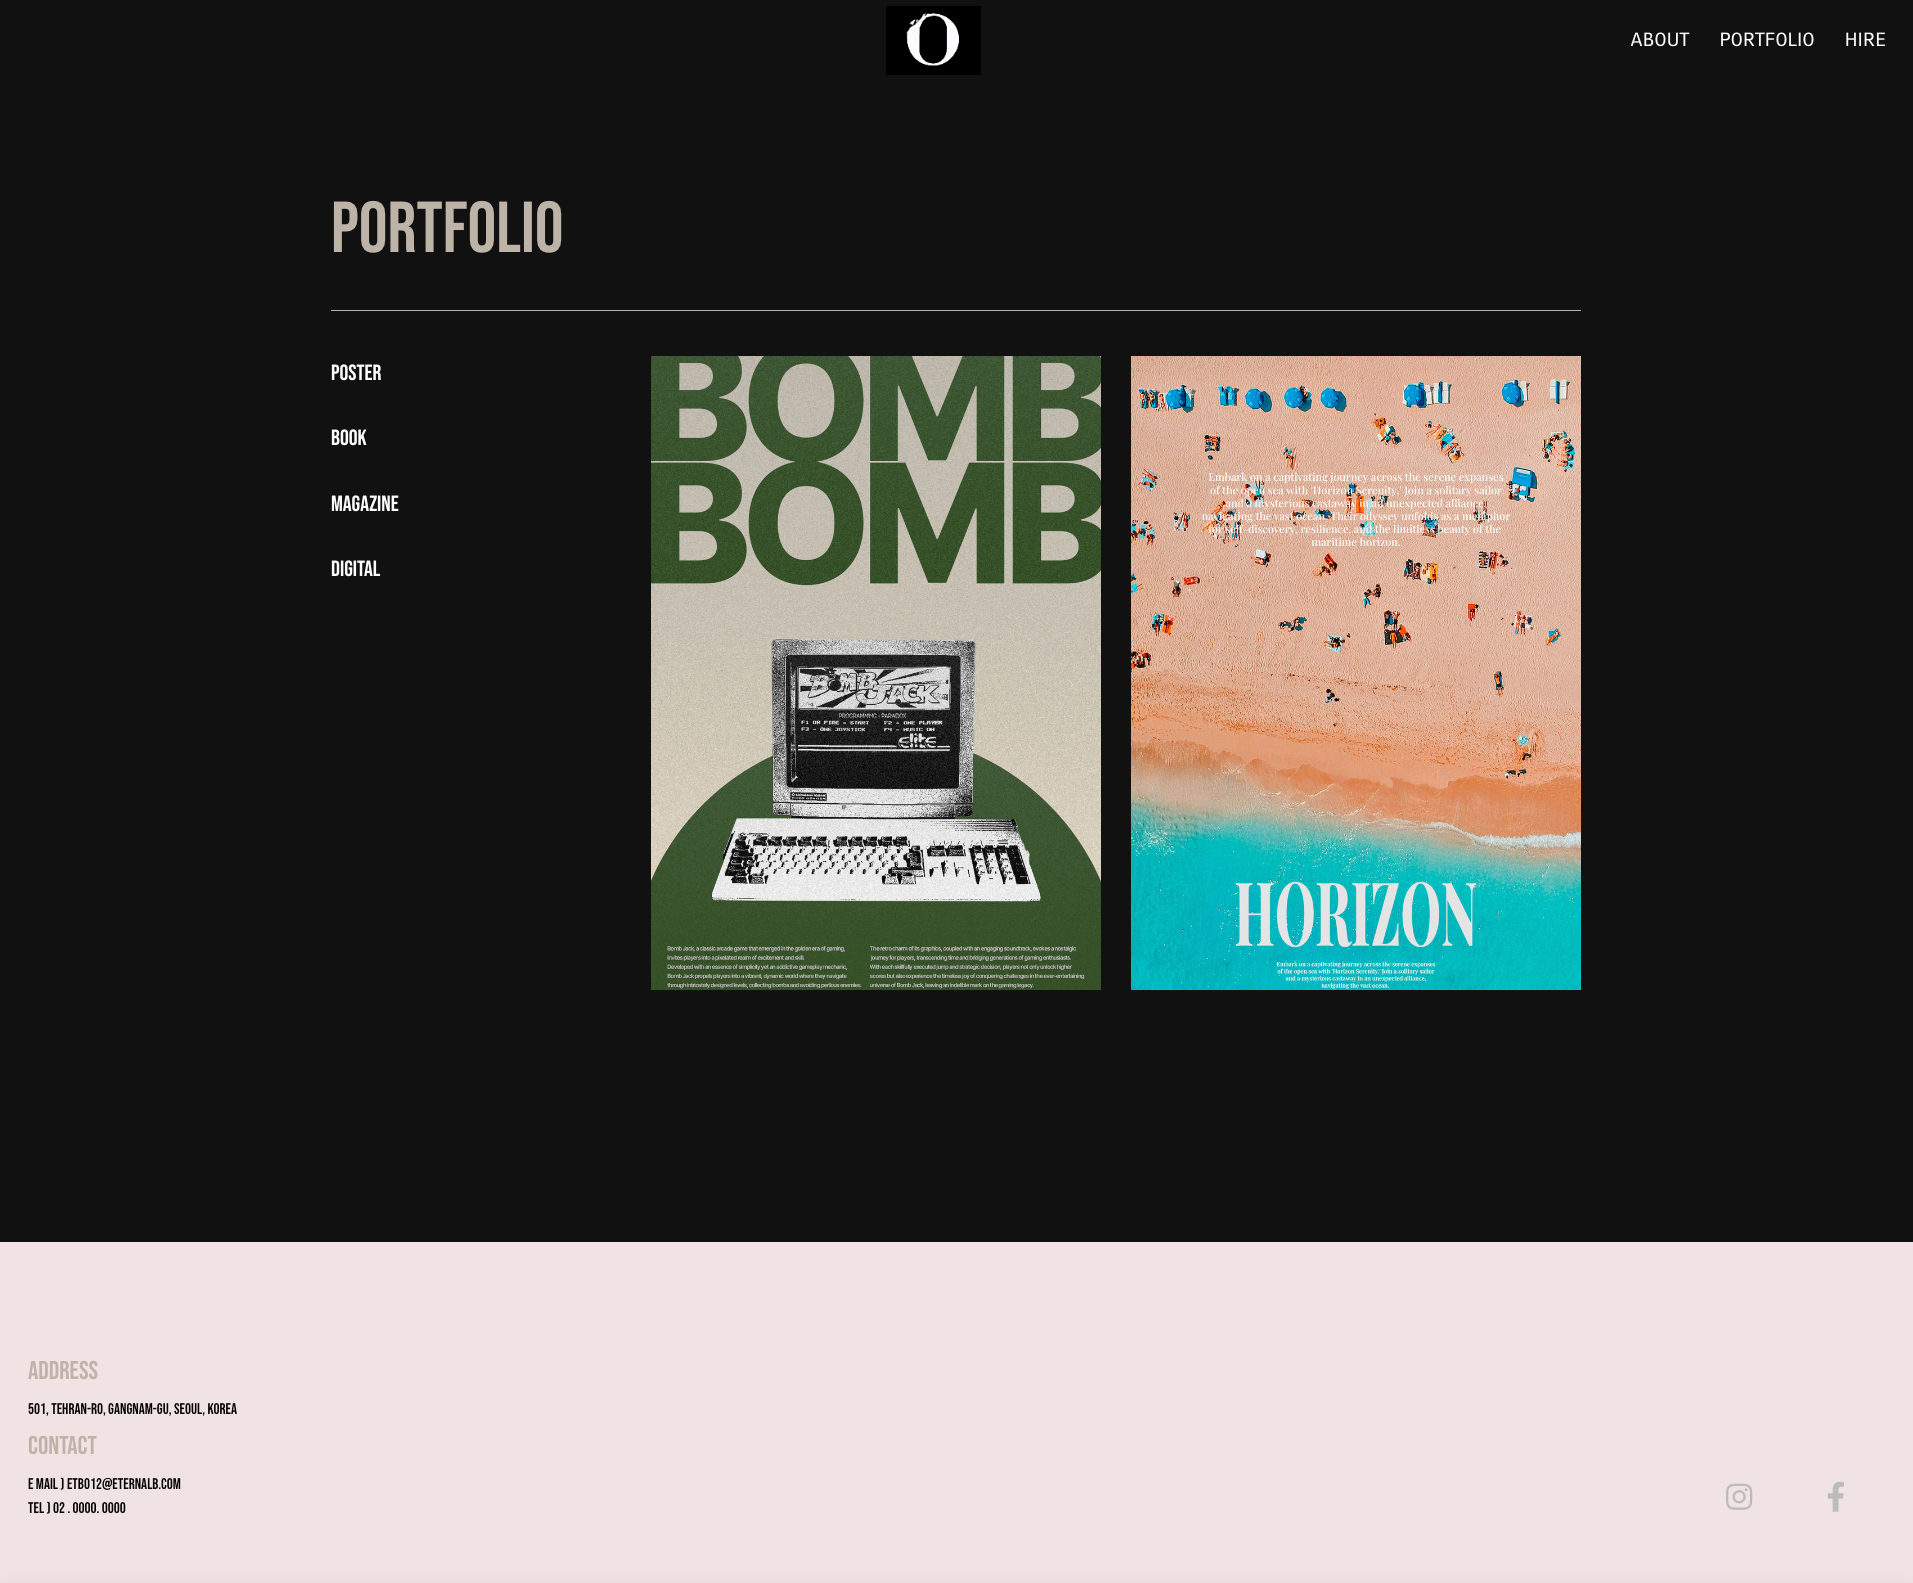 O
ABOUT PORTFOLIO HIRE
PORTFOLIO
POSTER
BOOK
MAGAZINE
DIGITAL
BOMB
BOMB
BOMB JACK
PROGRAMMING : PARADOX
F1 OR FIRE - START F2 - ONE PLAYER
F3 - ONE JOYSTICK F4 - MUSIC ON
elite
Bomb Jack, a classic arcade game that emerged in the golden era of gaming,
invites players into a pixelated realm of excitement and skill.
Developed with an essence of simplicity yet an addictive gameplay mechanic,
Bomb Jack propels players into a vibrant, dynamic world where they navigate
through intricately designed levels, collecting bombs and avoiding perilous enemies.
The retro charm of its graphics, coupled with an engaging soundtrack, evokes a nostalgic
journey for players, transcending time and bridging generations of gaming enthusiasts.
With each skillfully executed jump and strategic decision, players not only unlock higher
scores but also experience the timeless joy of conquering challenges in the ever-entertaining
universe of Bomb Jack, leaving an indelible mark on the gaming legacy.
Embark on a captivating journey across the serene expanses
of the open sea with 'Horizon Serenity.' Join a solitary sailor
and a mysterious castaway in an unexpected alliance,
navigating the vast ocean. Their odyssey unfolds as a metaphor
for self-discovery, resilience, and the limitless beauty of the
maritime horizon.
HORIZON
Embark on a captivating journey across the serene expanses
of the open sea with 'Horizon Serenity.' Join a solitary sailor
and a mysterious castaway in an unexpected alliance,
navigating the vast ocean.
ADDRESS
501, TEHRAN-RO, GANGNAM-GU, SEOUL, KOREA
CONTACT
E MAIL ) ETB012@ETERNALB.COM
TEL ) 02 . 0000. 0000